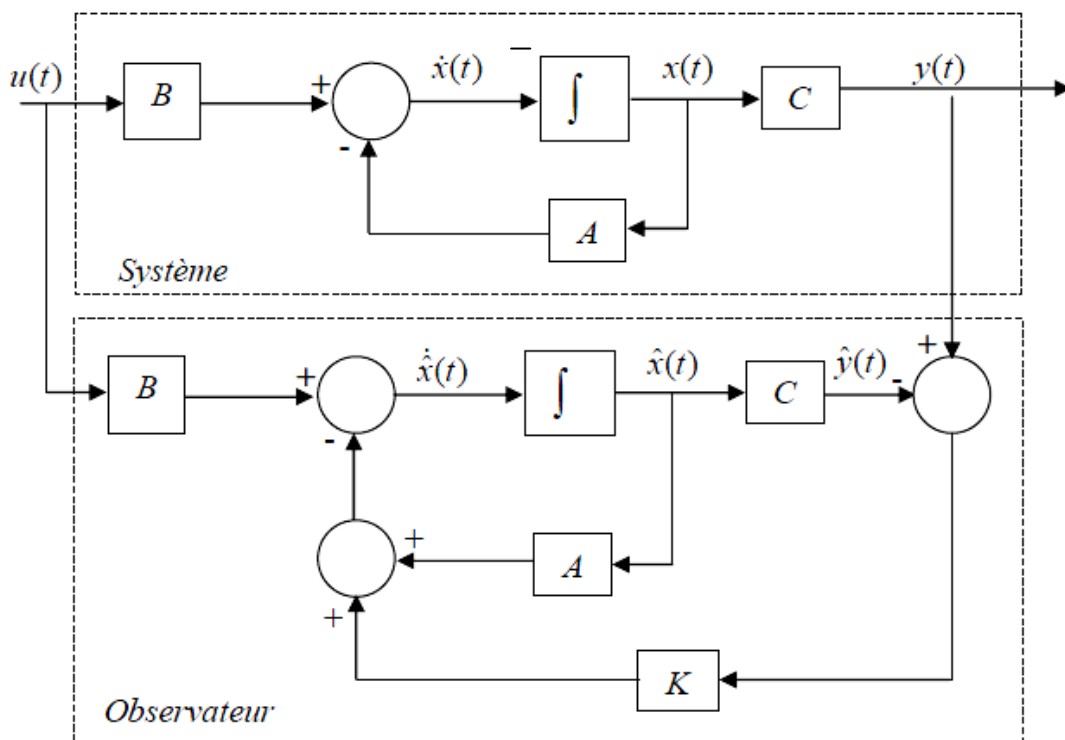 u(t)
B
+
-
ẋ(t)
−
∫
x(t)
C
y(t)
A
Système
B
+
-
x̂̇(t)
∫
x̂(t)
C
ŷ(t)
-
+
+
A
+
K
Observateur